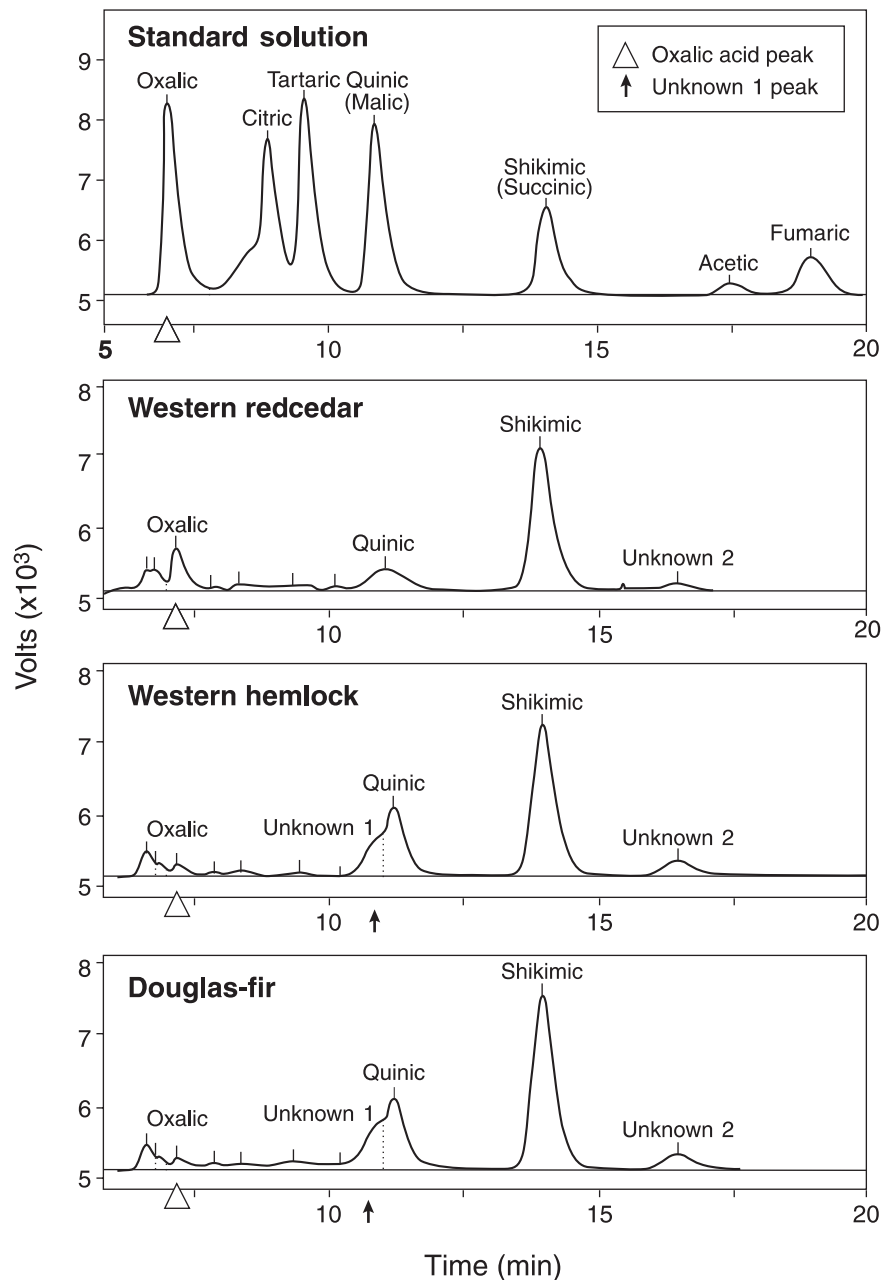 Standard solution
Oxalic acid peak
Unknown 1 peak
Oxalic
Citric
Tartaric
Quinic
(Malic)
Shikimic
(Succinic)
Acetic
Fumaric
9
8
7
6
5
5
10
15
20
Western redcedar
Oxalic
Quinic
Shikimic
Unknown 2
8
7
6
5
10
15
20
Western hemlock
Oxalic
Unknown 1
Quinic
Shikimic
Unknown 2
8
7
6
5
10
15
20
Douglas-fir
Oxalic
Unknown 1
Quinic
Shikimic
Unknown 2
8
7
6
5
10
15
20
Volts (x10³)
Time (min)